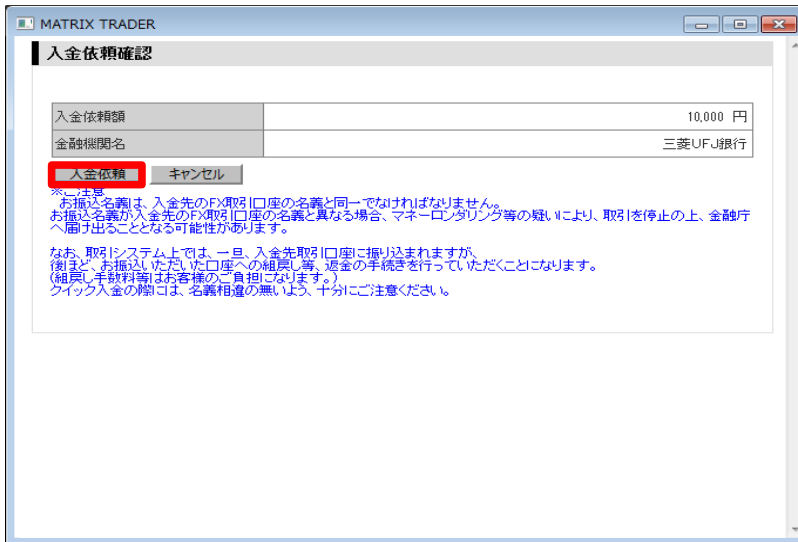 MATRIX TRADER
入金依頼確認
入金依頼額 10,000 円
金融機関名 三菱UFJ銀行
入金依頼 キャンセル
※ご注意
お振込名義は、入金先のFX取引口座の名義と同一でなければなりません。
お振込名義が入金先のFX取引口座の名義と異なる場合、マネーロンダリング等の疑いにより、取引を停止の上、金融庁
へ届け出ることとなる可能性があります。
なお、取引システム上では、一旦、入金先取引口座に振り込まれますが、
後ほど、お振込いただいた口座への組戻し等、返金の手続きを行っていただくことになります。
(組戻し手数料等はお客様のご負担になります。)
クイック入金の際には、名義相違の無いよう、十分にご注意ください。